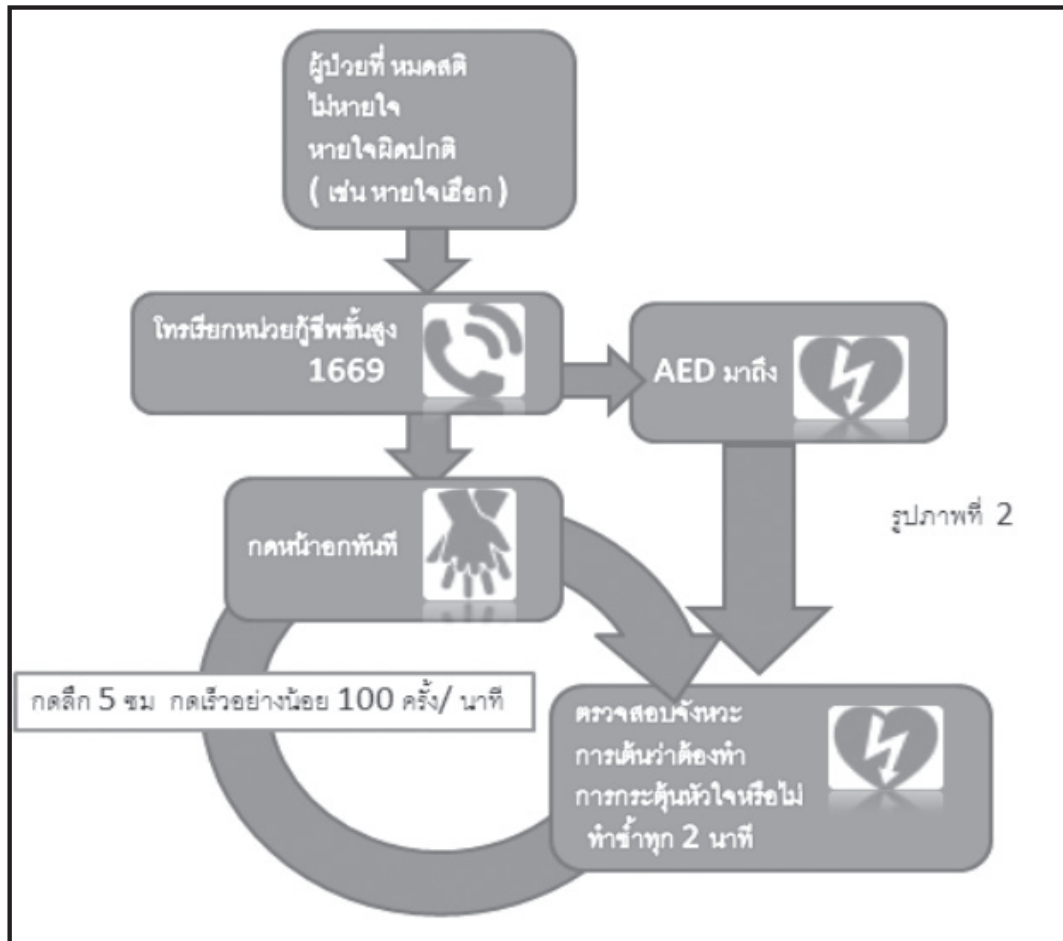 ผู้ป่วยที่ หมดสติ
ไม่หายใจ
หายใจผิดปกติ
( เช่น หายใจเฮือก )
โทรเรียกหน่วยกู้ชีพขั้นสูง
1669
AED มาถึง
กดหน้าอกทันที
รูปภาพที่ 2
กดลึก 5 ซม กดเร็วอย่างน้อย 100 ครั้ง/ นาที
ตรวจสอบจังหวะ
การเต้นว่าต้องทำ
การกระตุ้นหัวใจหรือไม่
ทำซ้ำทุก 2 นาที